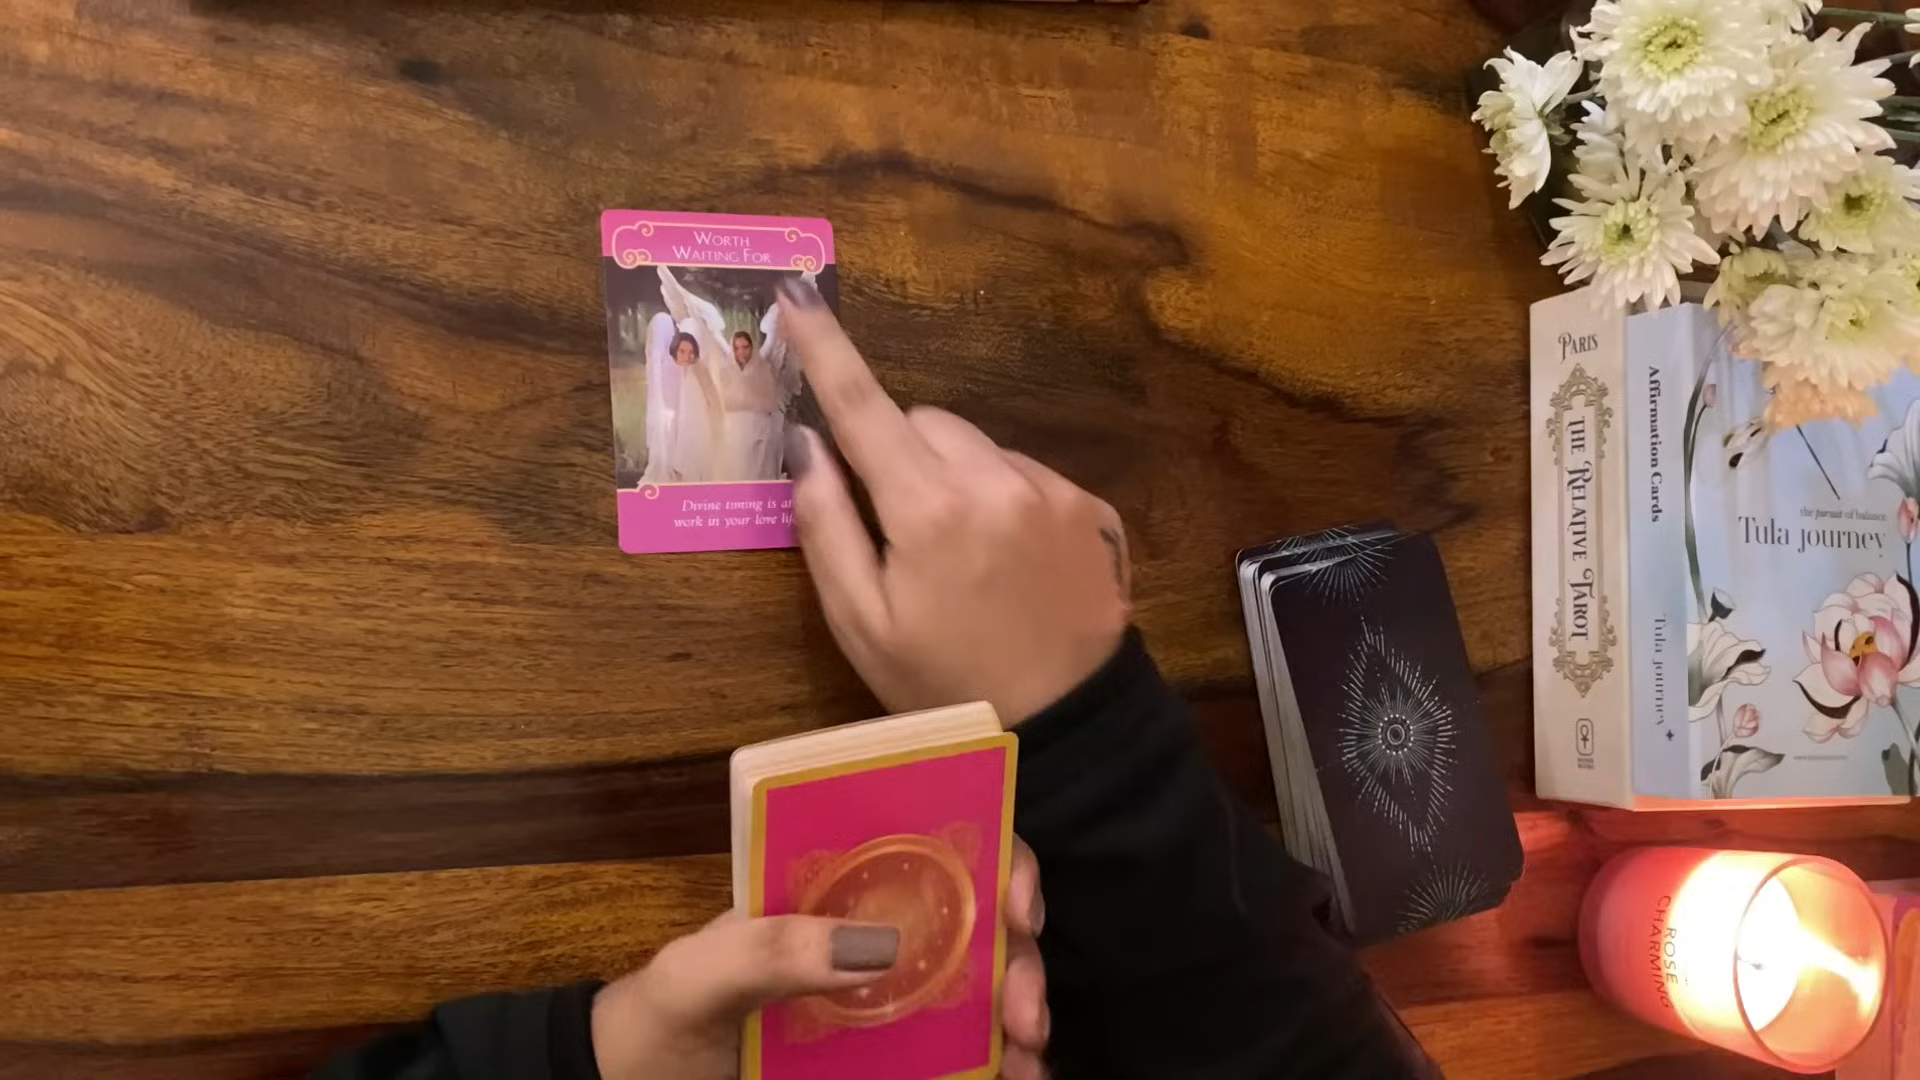 WORTH
WAITING FOR
Divine timing is at
work in your love
PARIS
THE RELATIVE TAROT
Affirmation Cards
Tula journey
the pursuit of balance
Tula journey
ROSE
CHARMING